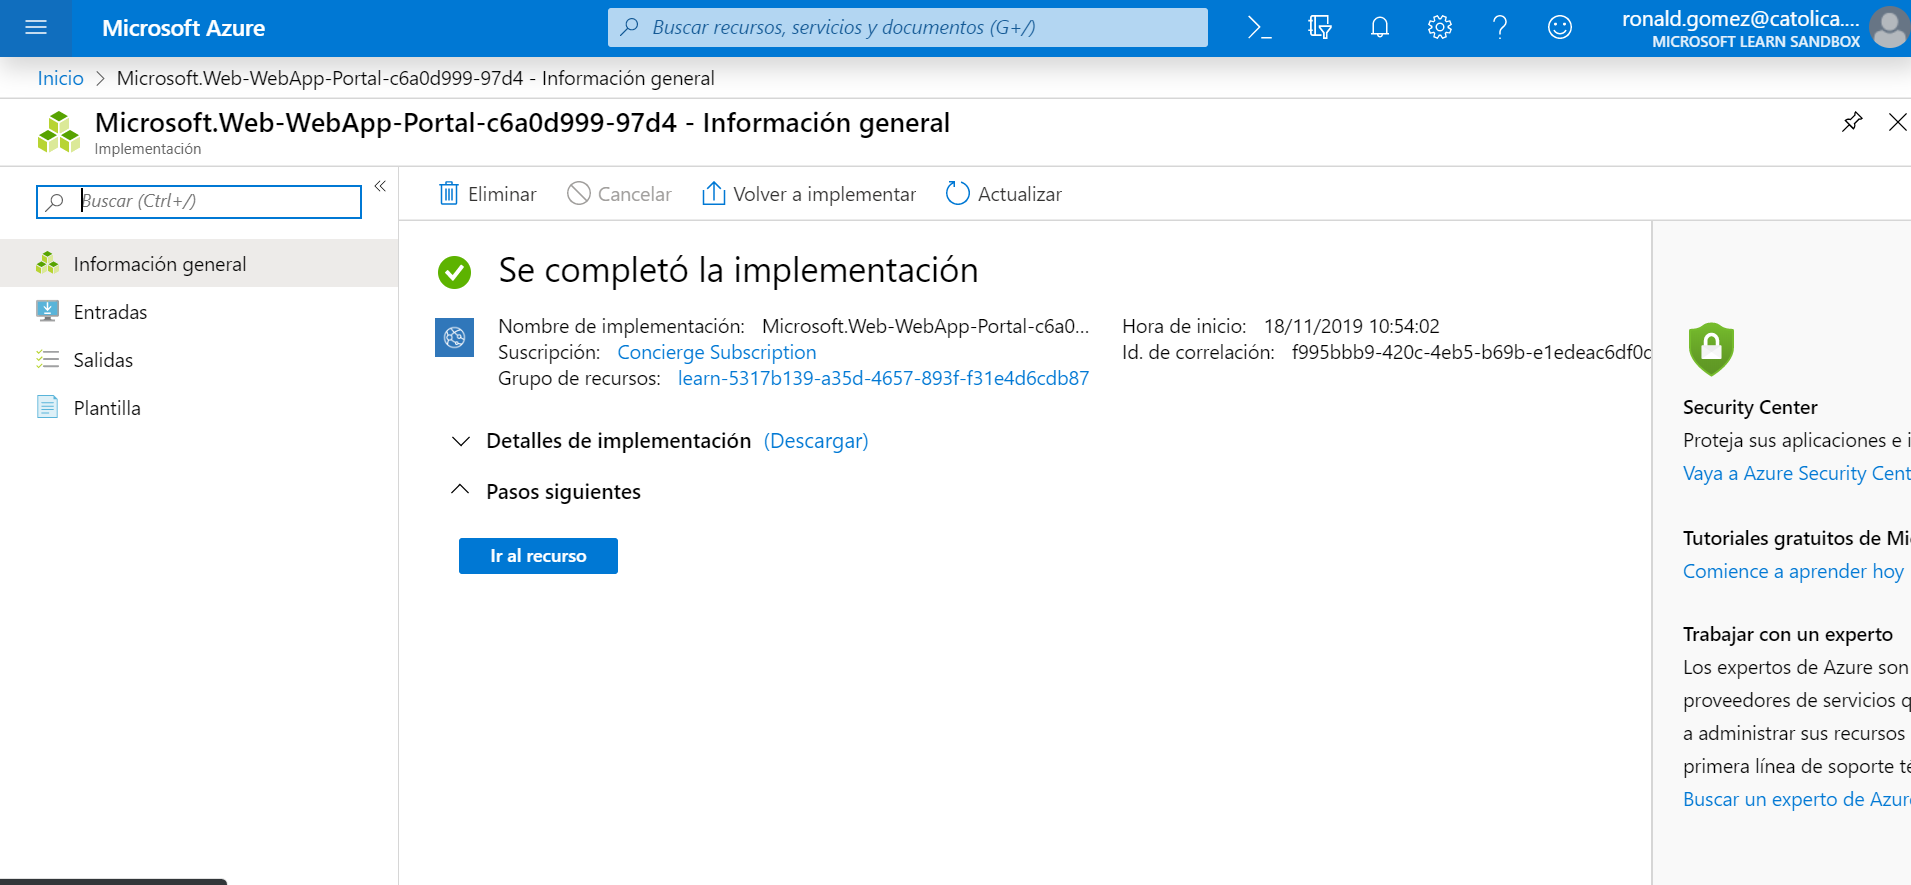 Microsoft Azure
Buscar recursos, servicios y documentos (G+/)
ronald.gomez@catolica....
MICROSOFT LEARN SANDBOX
Inicio > Microsoft.Web-WebApp-Portal-c6a0d999-97d4 - Información general
Microsoft.Web-WebApp-Portal-c6a0d999-97d4 - Información general
Implementación
Buscar (Ctrl+/)
«
Información general
Entradas
Salidas
Plantilla
Eliminar Cancelar Volver a implementar Actualizar
Se completó la implementación
Nombre de implementación: Microsoft.Web-WebApp-Portal-c6a0...
Suscripción: Concierge Subscription
Grupo de recursos: learn-5317b139-a35d-4657-893f-f31e4d6cdb87
Hora de inicio: 18/11/2019 10:54:02
Id. de correlación: f995bbb9-420c-4eb5-b69b-e1edeac6df0c
Detalles de implementación (Descargar)
Pasos siguientes
Ir al recurso
Security Center
Proteja sus aplicaciones e i
Vaya a Azure Security Cent
Tutoriales gratuitos de Mi
Comience a aprender hoy
Trabajar con un experto
Los expertos de Azure son
proveedores de servicios q
a administrar sus recursos
primera línea de soporte té
Buscar un experto de Azur